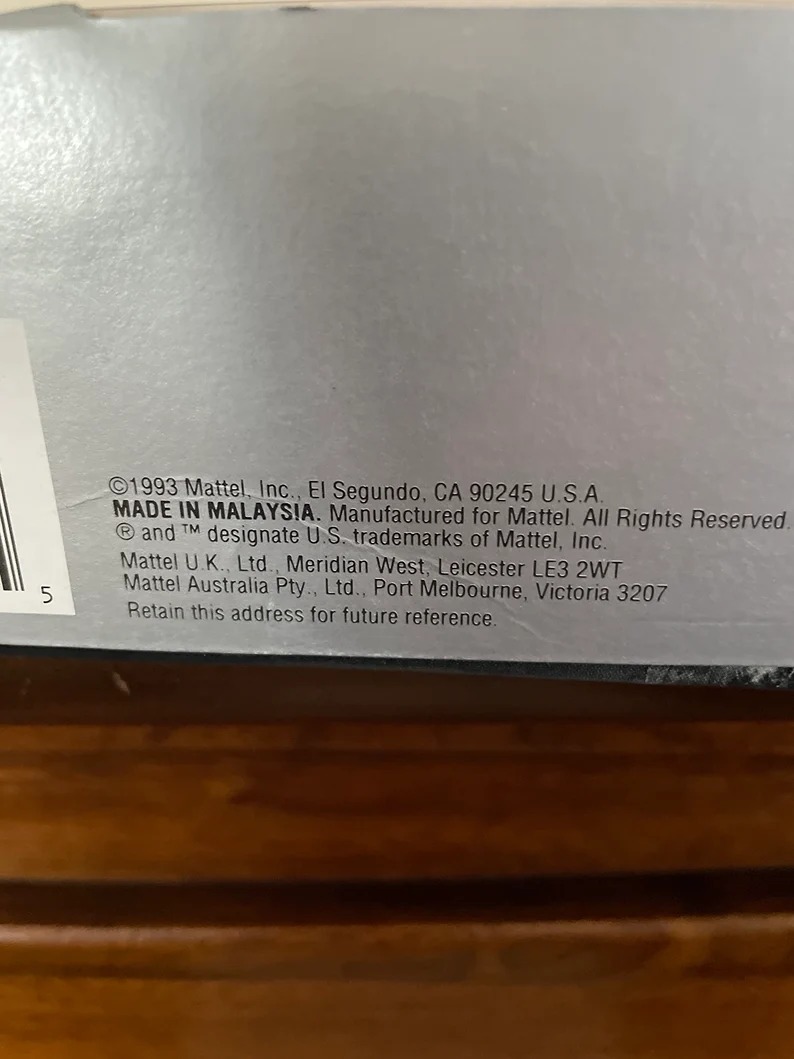 ©1993 Mattel, Inc., El Segundo, CA 90245 U.S.A.
MADE IN MALAYSIA. Manufactured for Mattel. All Rights Reserved.
® and ™ designate U.S. trademarks of Mattel, Inc.
Mattel U.K., Ltd., Meridian West, Leicester LE3 2WT
Mattel Australia Pty., Ltd., Port Melbourne, Victoria 3207
Retain this address for future reference.
5